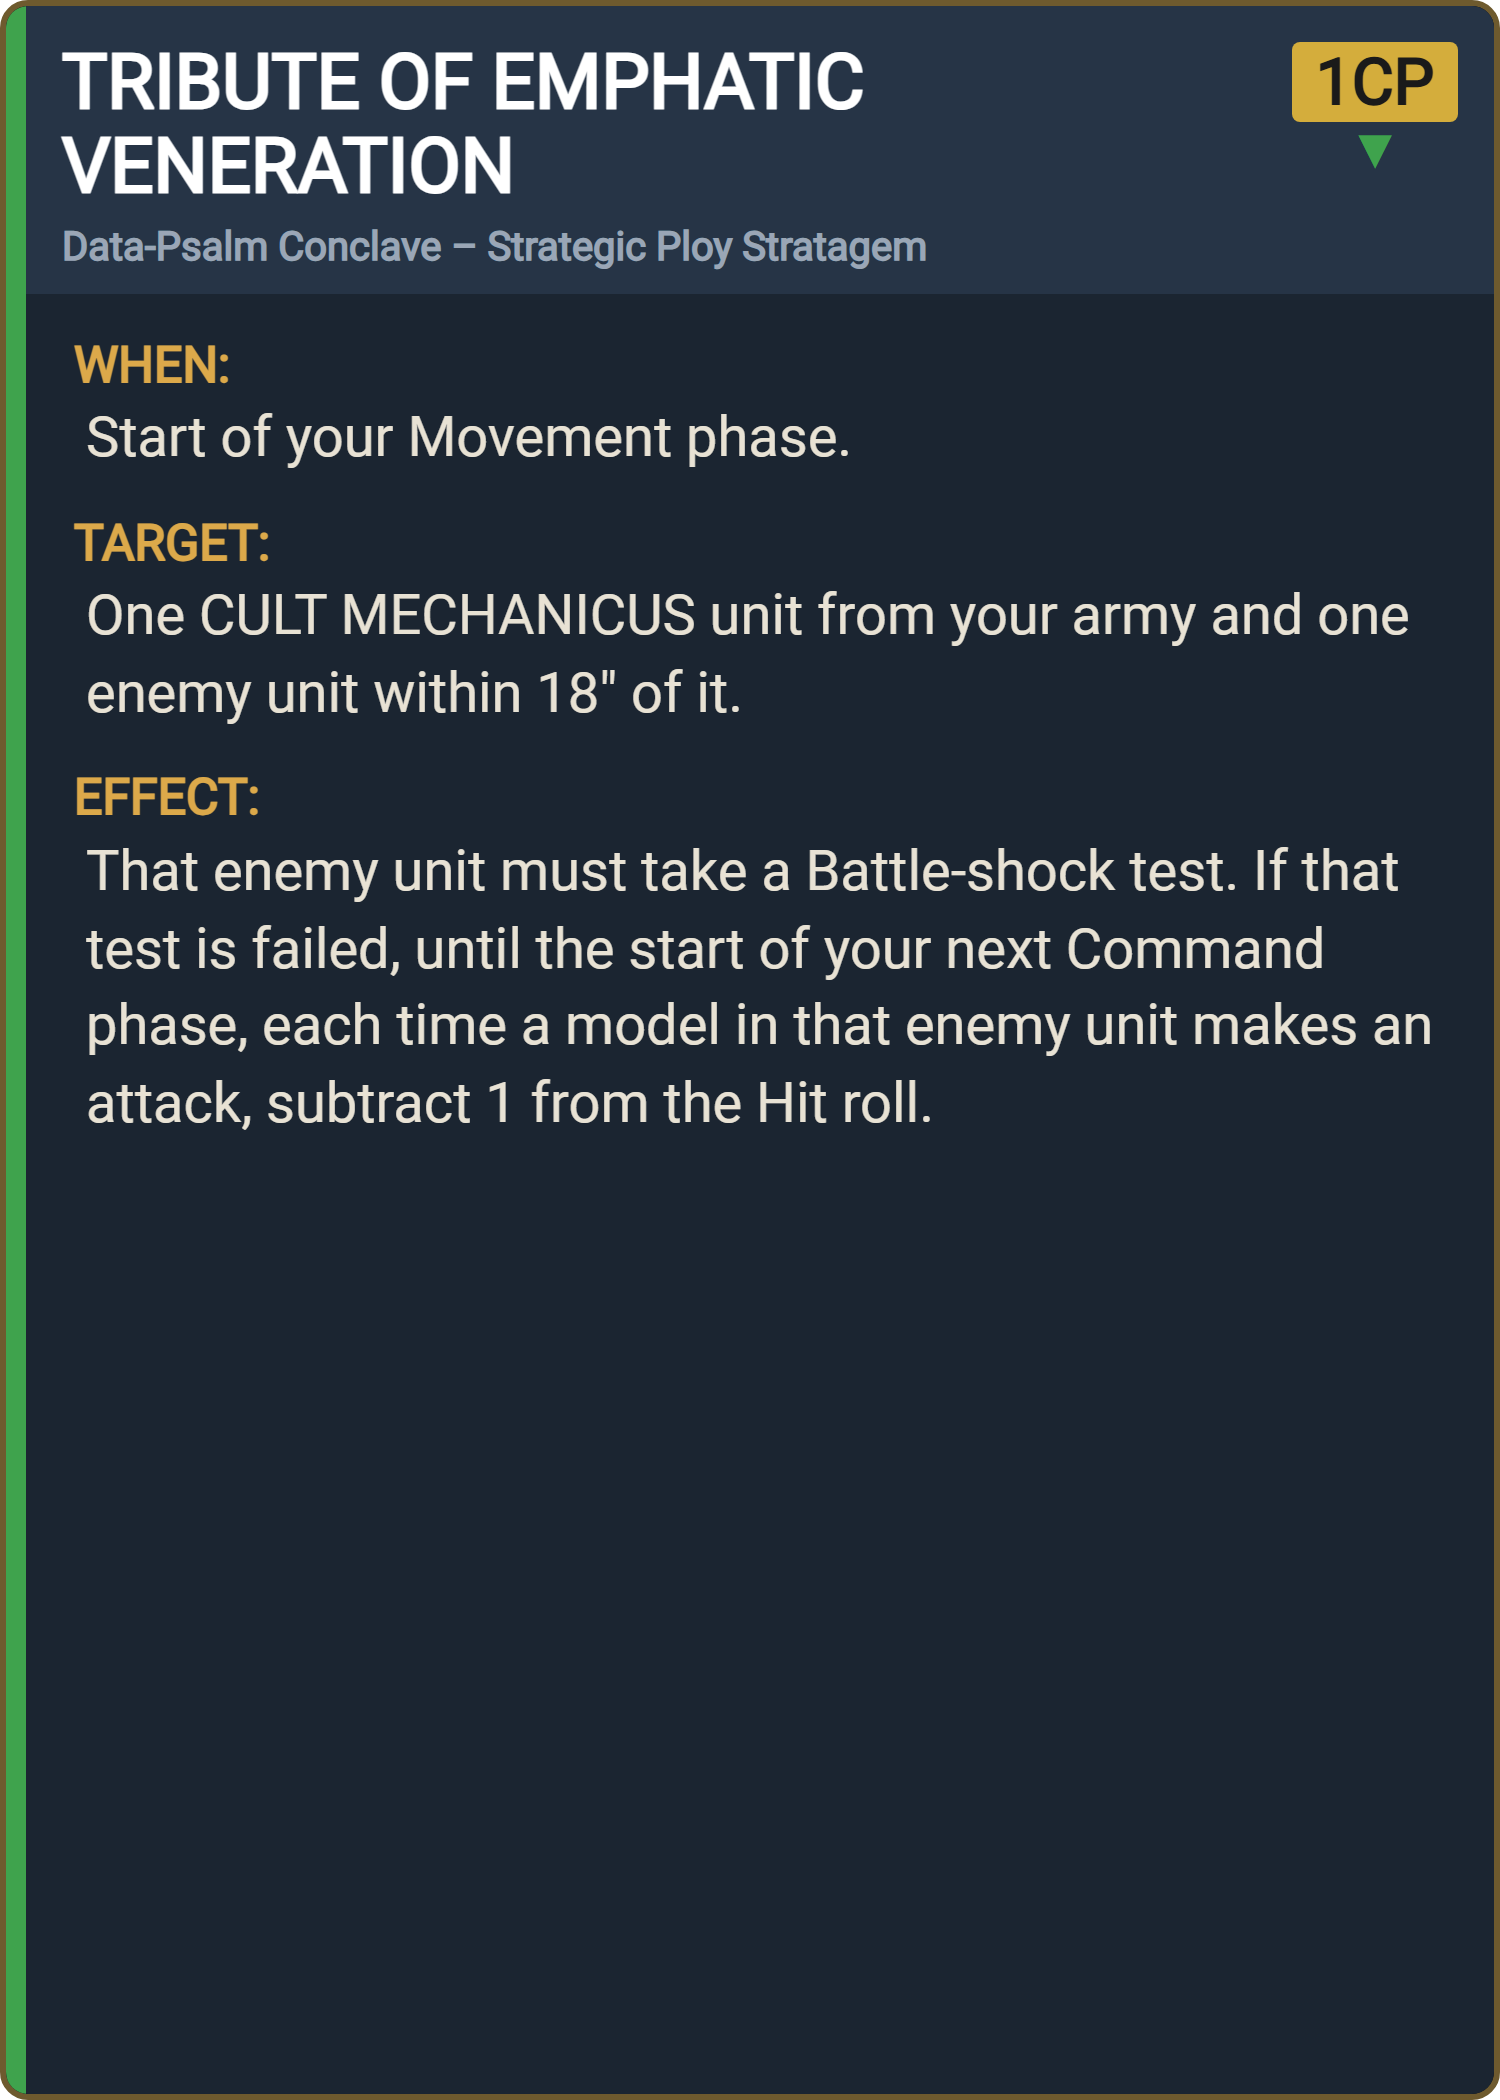 TRIBUTE OF EMPHATIC
VENERATION
1CP
Data-Psalm Conclave – Strategic Ploy Stratagem
WHEN:
Start of your Movement phase.
TARGET:
One CULT MECHANICUS unit from your army and one
enemy unit within 18" of it.
EFFECT:
That enemy unit must take a Battle-shock test. If that
test is failed, until the start of your next Command
phase, each time a model in that enemy unit makes an
attack, subtract 1 from the Hit roll.